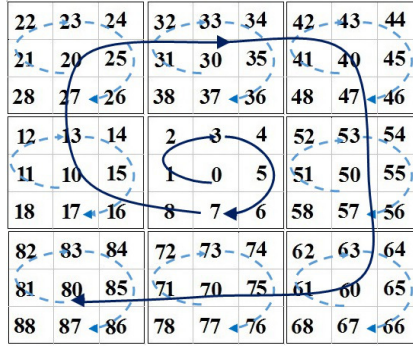 22 23 24 32 33 34 42 43 44
21 20 25 31 30 35 41 40 45
28 27 26 38 37 36 48 47 46
12 13 14 2 3 4 52 53 54
11 10 15 1 0 5 51 50 55
18 17 16 8 7 6 58 57 56
82 83 84 72 73 74 62 63 64
81 80 85 71 70 75 61 60 65
88 87 86 78 77 76 68 67 66